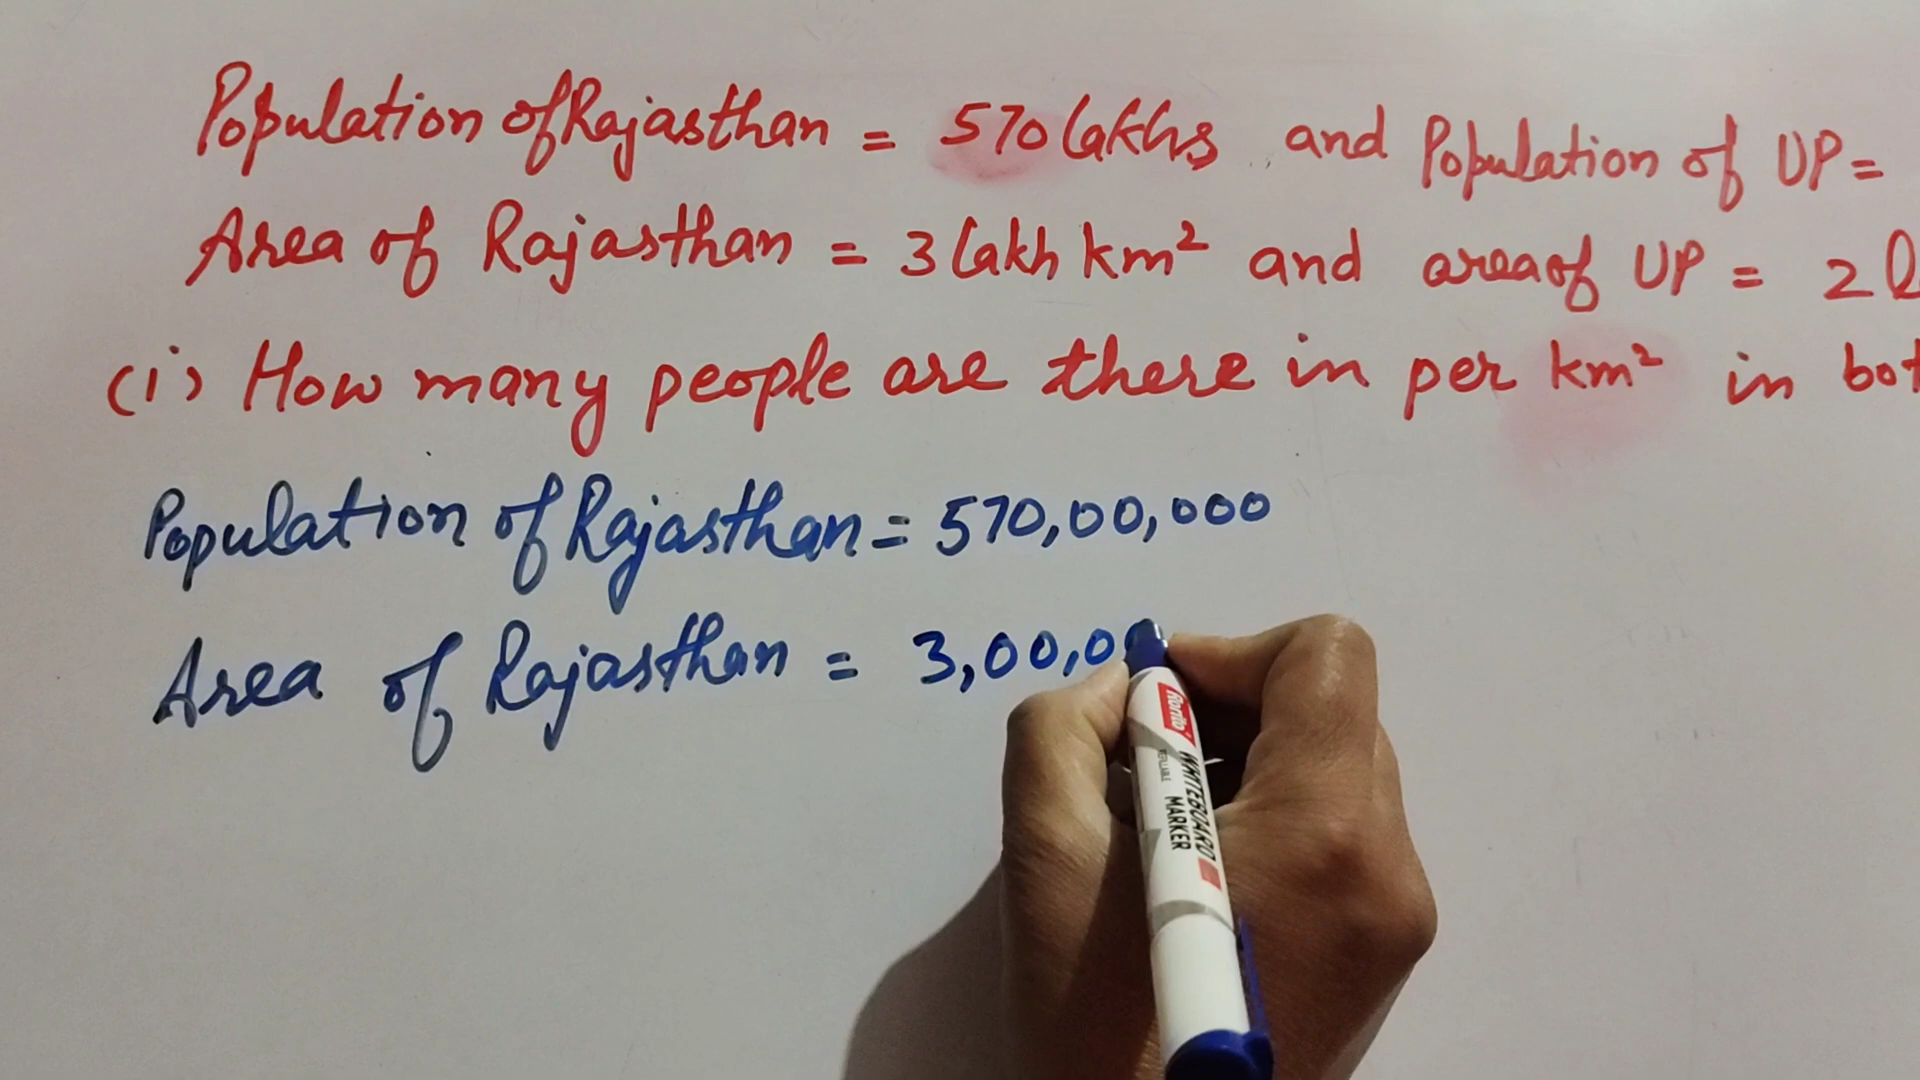 Population of Rajasthan = 570 lakhs and Population of UP =
Area of Rajasthan = 3 lakh km² and area of UP = 2 l
(i) How many people are there in per km² in bot
Population of Rajasthan = 570,00,000
Area of Rajasthan = 3,00,00
Rorito
WHITEBOARD
MARKER